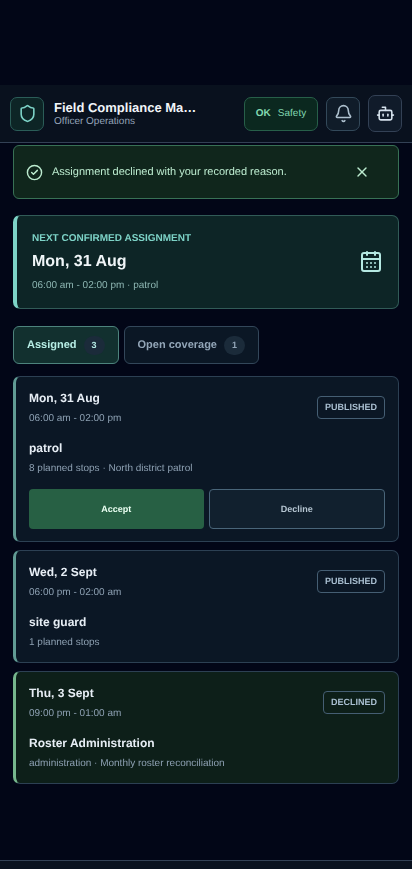 Field Compliance Ma...
Officer Operations
OK Safety
Assignment declined with your recorded reason.
NEXT CONFIRMED ASSIGNMENT
Mon, 31 Aug
06:00 am - 02:00 pm · patrol
Assigned 3
Open coverage 1
Mon, 31 Aug
PUBLISHED
06:00 am - 02:00 pm
patrol
8 planned stops · North district patrol
Accept
Decline
Wed, 2 Sept
PUBLISHED
06:00 pm - 02:00 am
site guard
1 planned stops
Thu, 3 Sept
DECLINED
09:00 pm - 01:00 am
Roster Administration
administration · Monthly roster reconciliation